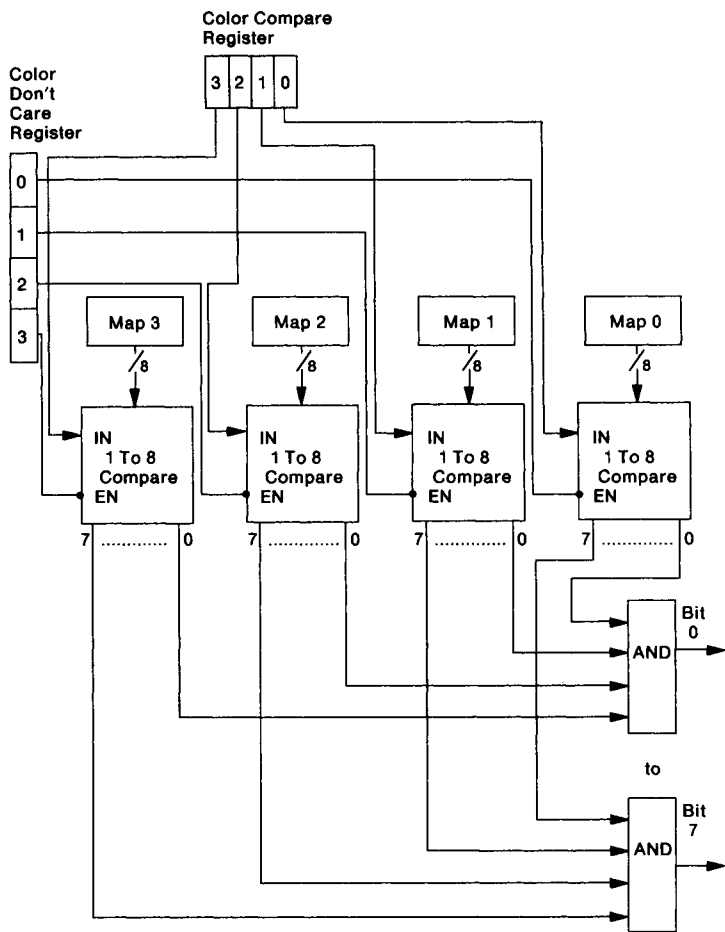 Color Compare
Register
3 2 1 0
Color
Don't
Care
Register
0
1
2
3
Map 3
Map 2
Map 1
Map 0
8
8
8
8
IN
1 To 8
Compare
EN
IN
1 To 8
Compare
EN
IN
1 To 8
Compare
EN
IN
1 To 8
Compare
EN
7 ............ 0
7 ............ 0
7 ............ 0
7 ............ 0
AND
Bit
0
to
AND
Bit
7